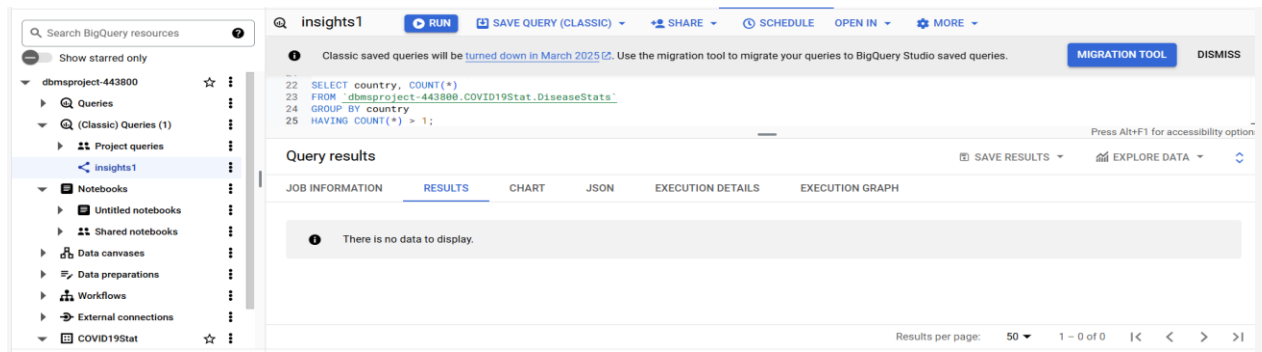 Search BigQuery resources
Show starred only
dbmsproject-443800
Queries
(Classic) Queries (1)
Project queries
insights1
Notebooks
Untitled notebooks
Shared notebooks
Data canvases
Data preparations
Workflows
External connections
COVID19Stat
insights1 RUN SAVE QUERY (CLASSIC) SHARE SCHEDULE OPEN IN MORE
Classic saved queries will be turned down in March 2025. Use the migration tool to migrate your queries to BigQuery Studio saved queries. MIGRATION TOOL DISMISS
22 SELECT country, COUNT(*)
23 FROM `dbmsproject-443800.COVID19Stat.DiseaseStats`
24 GROUP BY country
25 HAVING COUNT(*) > 1;
Press Alt+F1 for accessibility option
Query results SAVE RESULTS EXPLORE DATA
JOB INFORMATION RESULTS CHART JSON EXECUTION DETAILS EXECUTION GRAPH
There is no data to display.
Results per page: 50 1 – 0 of 0